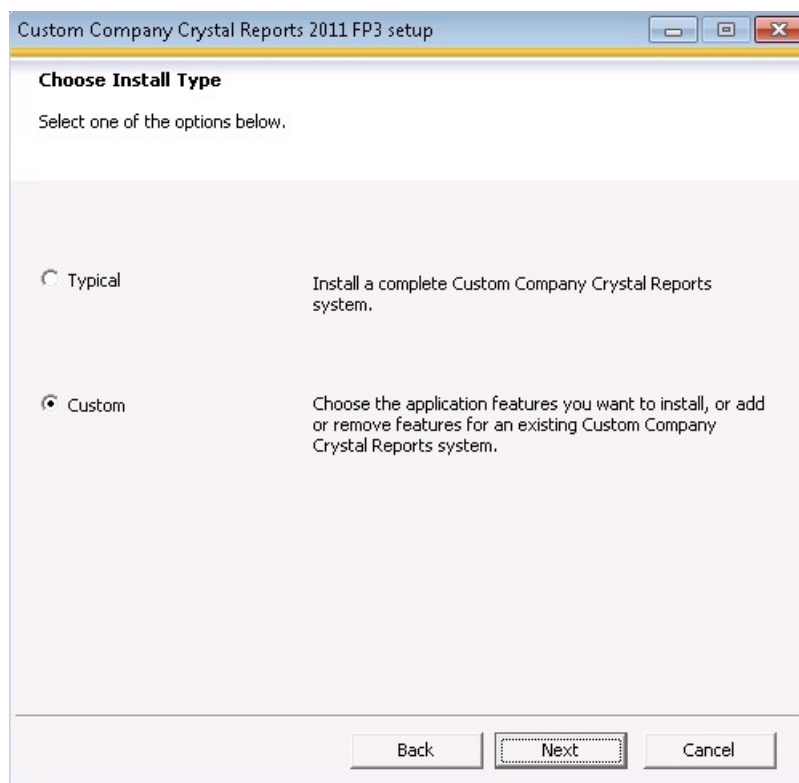 Custom Company Crystal Reports 2011 FP3 setup
Choose Install Type
Select one of the options below.
Typical
Install a complete Custom Company Crystal Reports
system.
Custom
Choose the application features you want to install, or add
or remove features for an existing Custom Company
Crystal Reports system.
Back
Next
Cancel